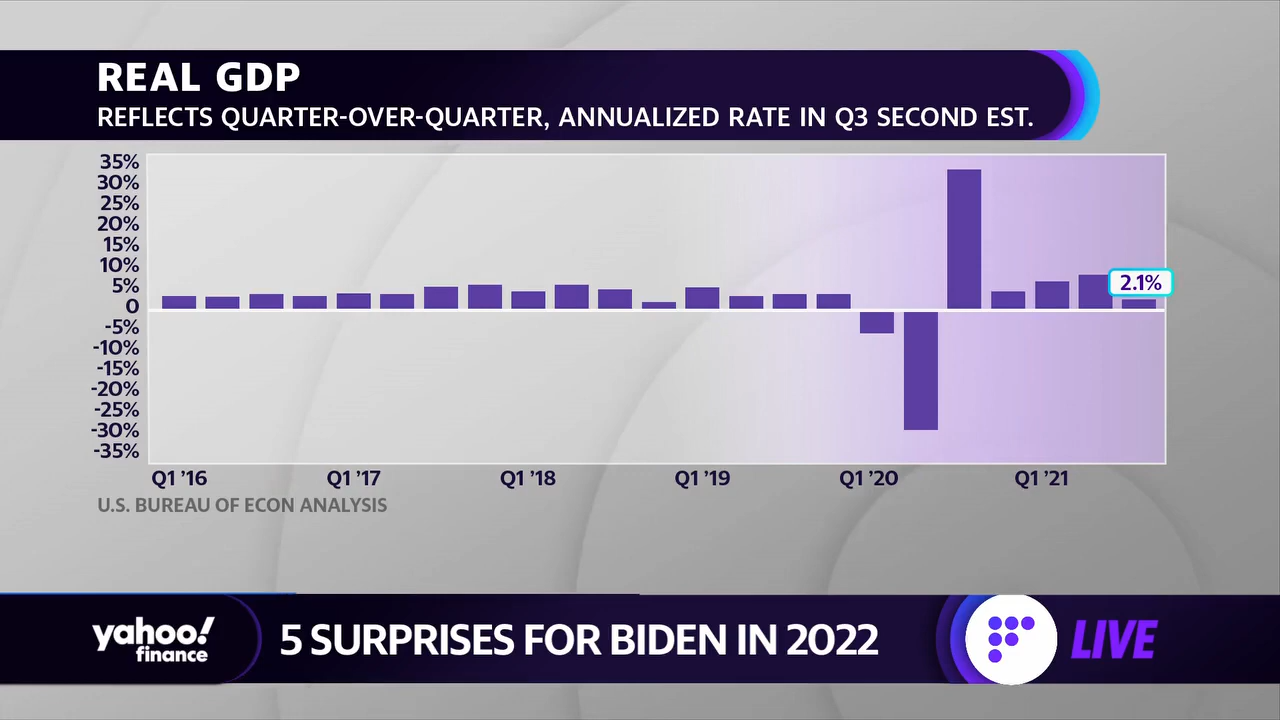 REAL GDP
REFLECTS QUARTER-OVER-QUARTER, ANNUALIZED RATE IN Q3 SECOND EST.
35%
30%
25%
20%
15%
10%
5%
0
-5%
-10%
-15%
-20%
-25%
-30%
-35%
2.1%
Q1 ’16 Q1 ’17 Q1 ’18 Q1 ’19 Q1 ’20 Q1 ’21
U.S. BUREAU OF ECON ANALYSIS
yahoo!
finance
5 SURPRISES FOR BIDEN IN 2022
LIVE